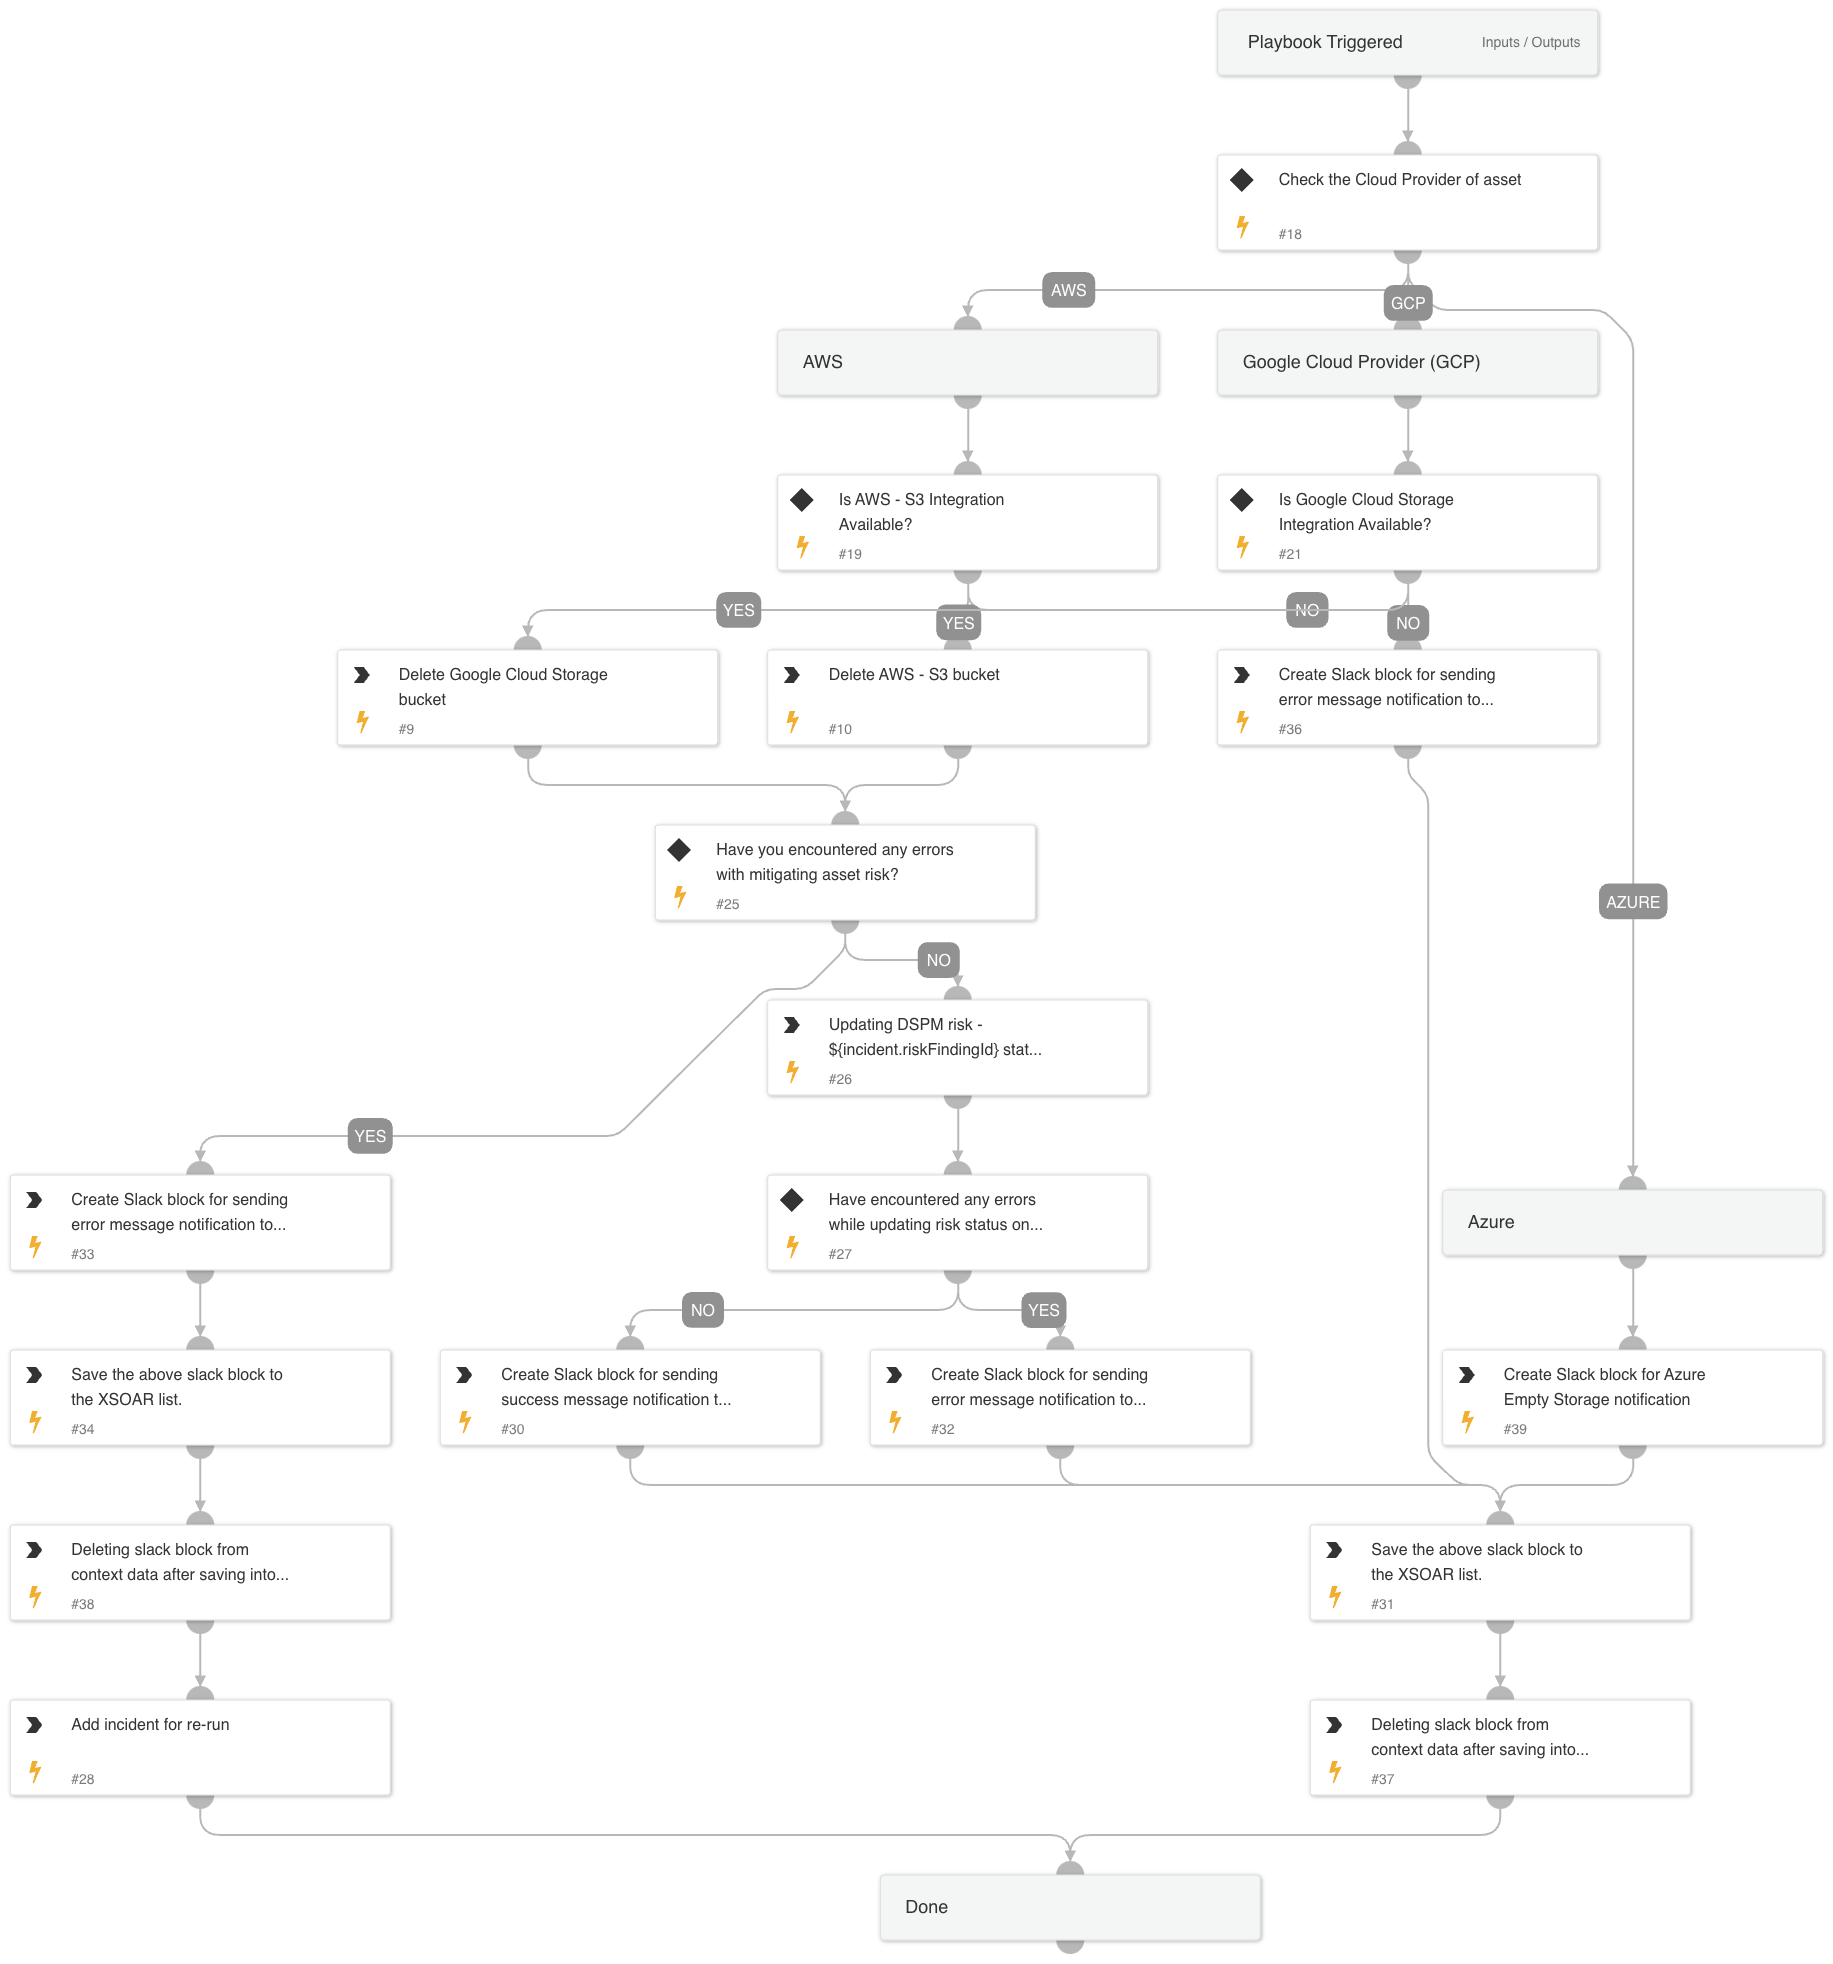 Playbook Triggered
Inputs / Outputs
Check the Cloud Provider of asset
#18
AWS
GCP
AWS
Google Cloud Provider (GCP)
Is AWS - S3 Integration
Available?
#19
Is Google Cloud Storage
Integration Available?
#21
YES
YES
NO
NO
Delete Google Cloud Storage
bucket
#9
Delete AWS - S3 bucket
#10
Create Slack block for sending
error message notification to...
#36
Have you encountered any errors
with mitigating asset risk?
#25
AZURE
NO
Updating DSPM risk -
${incident.riskFindingId} stat...
#26
YES
Create Slack block for sending
error message notification to...
#33
Have encountered any errors
while updating risk status on...
#27
Azure
NO
YES
Save the above slack block to
the XSOAR list.
#34
Create Slack block for sending
success message notification t...
#30
Create Slack block for sending
error message notification to...
#32
Create Slack block for Azure
Empty Storage notification
#39
Deleting slack block from
context data after saving into...
#38
Save the above slack block to
the XSOAR list.
#31
Add incident for re-run
#28
Deleting slack block from
context data after saving into...
#37
Done